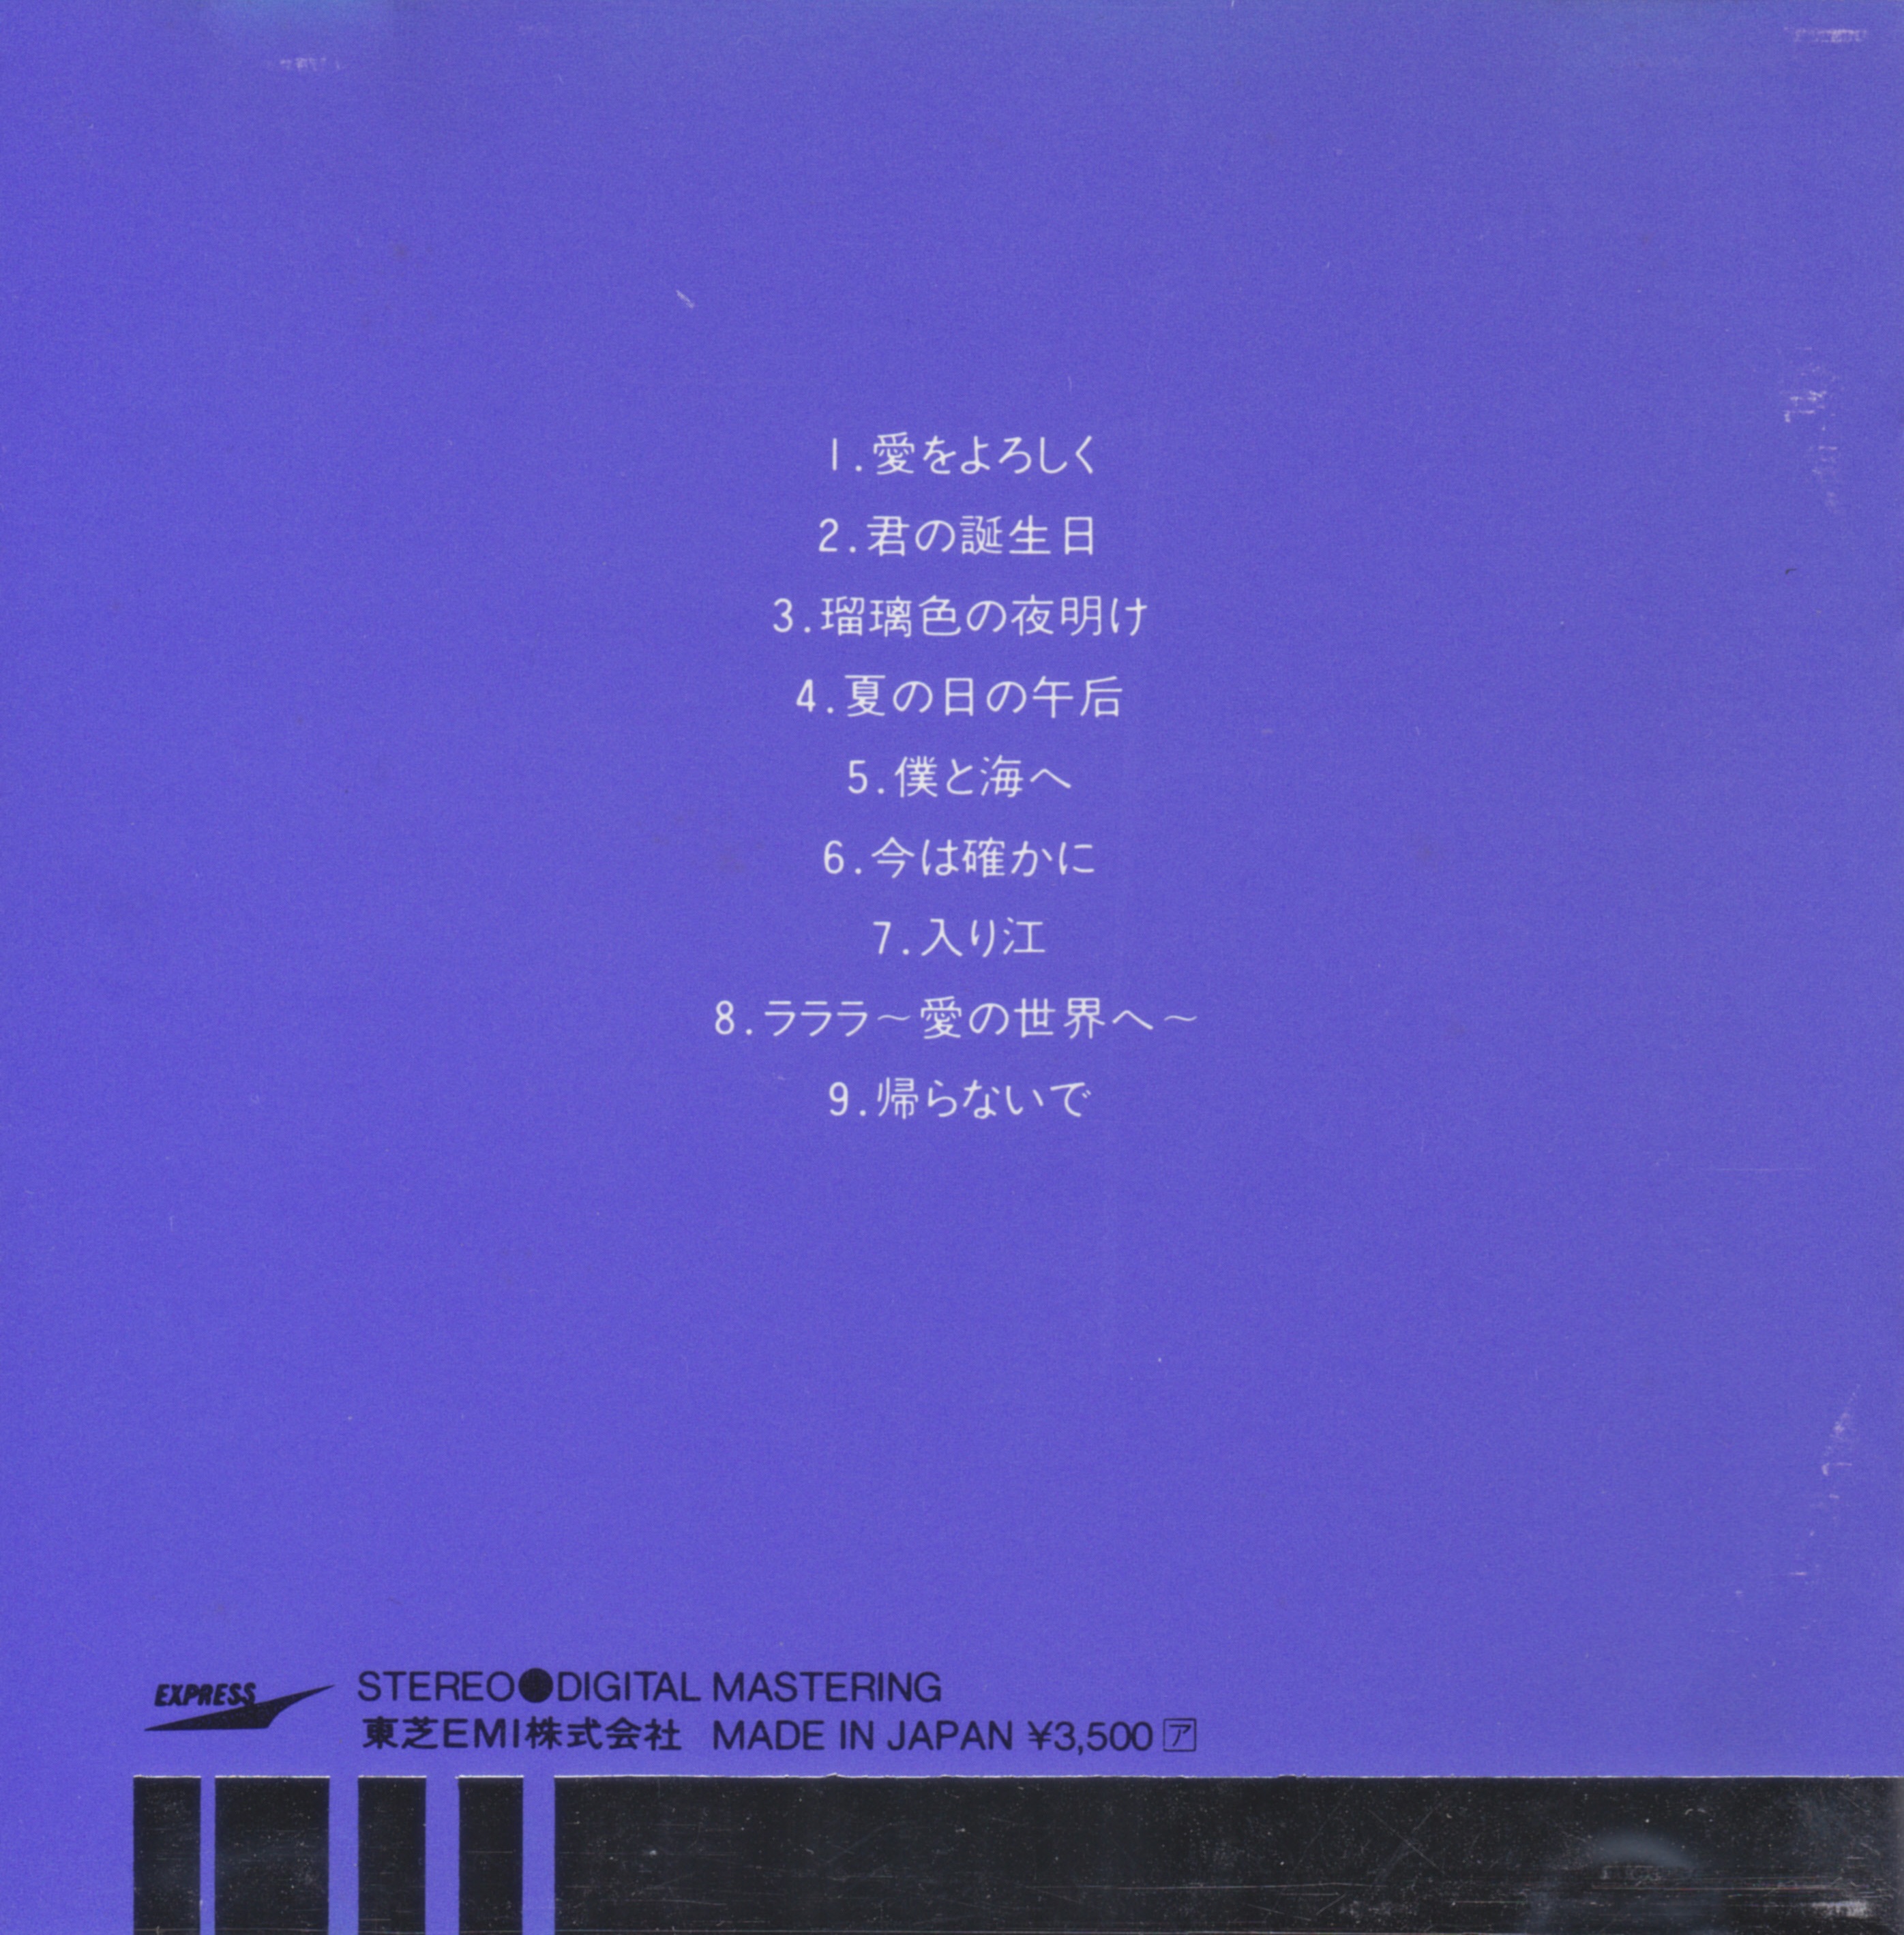 1.愛をよろしく
2.君の誕生日
3.瑠璃色の夜明け
4.夏の日の午后
5.僕と海へ
6.今は確かに
7.入り江
8.ラララ〜愛の世界へ〜
9.帰らないで
EXPRESS
STEREO●DIGITAL MASTERING
東芝EMI株式会社 MADE IN JAPAN ¥3,500 ア